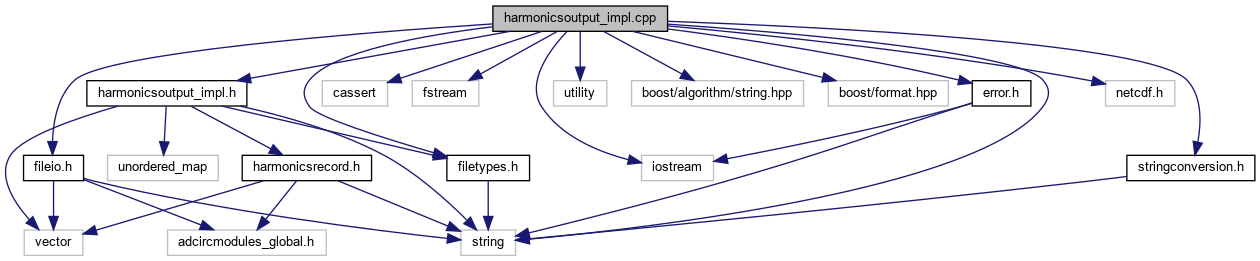 harmonicsoutput_impl.cpp
harmonicsoutput_impl.h
cassert
fstream
utility
boost/algorithm/string.hpp
boost/format.hpp
error.h
netcdf.h
fileio.h
unordered_map
harmonicsrecord.h
filetypes.h
iostream
stringconversion.h
vector
adcircmodules_global.h
string